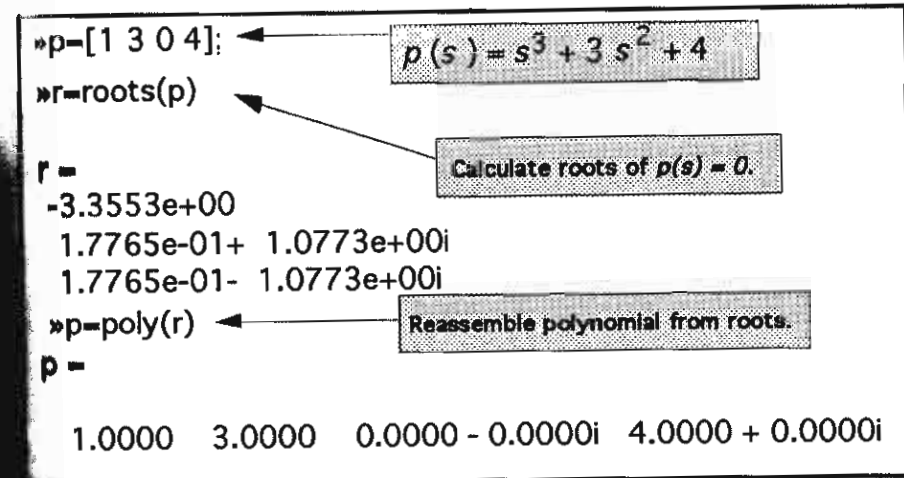 »p=[1 3 0 4];
p (s ) = s³ + 3 s² + 4
»r=roots(p)
Calculate roots of p(s) = 0.
r =
-3.3553e+00
1.7765e-01+ 1.0773e+00i
1.7765e-01- 1.0773e+00i
»p=poly(r)
Reassemble polynomial from roots.
p =
1.0000 3.0000 0.0000 - 0.0000i 4.0000 + 0.0000i